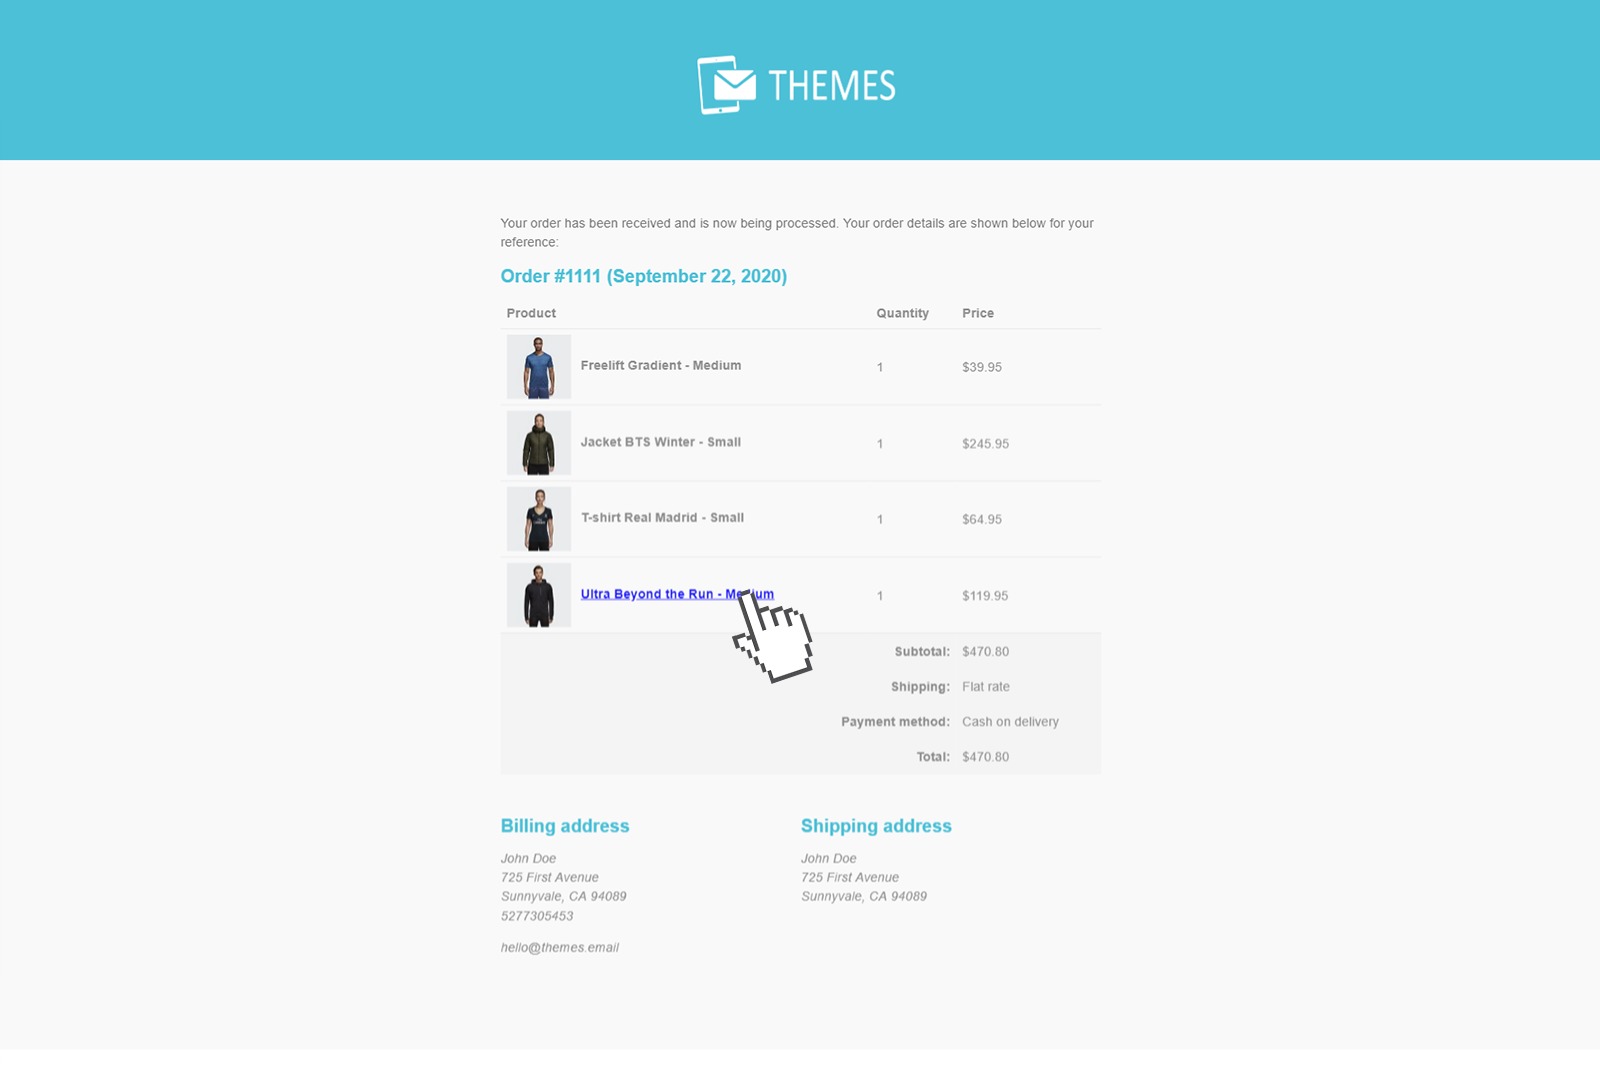 THEMES
Your order has been received and is now being processed. Your order details are shown below for your
reference:
Order #1111 (September 22, 2020)
Product Quantity Price
Freelift Gradient - Medium 1 $39.95
Jacket BTS Winter - Small 1 $245.95
T-shirt Real Madrid - Small 1 $64.95
Ultra Beyond the Run - Medium 1 $119.95
Subtotal: $470.80
Shipping: Flat rate
Payment method: Cash on delivery
Total: $470.80
Billing address
John Doe
725 First Avenue
Sunnyvale, CA 94089
5277305453
hello@themes.email
Shipping address
John Doe
725 First Avenue
Sunnyvale, CA 94089